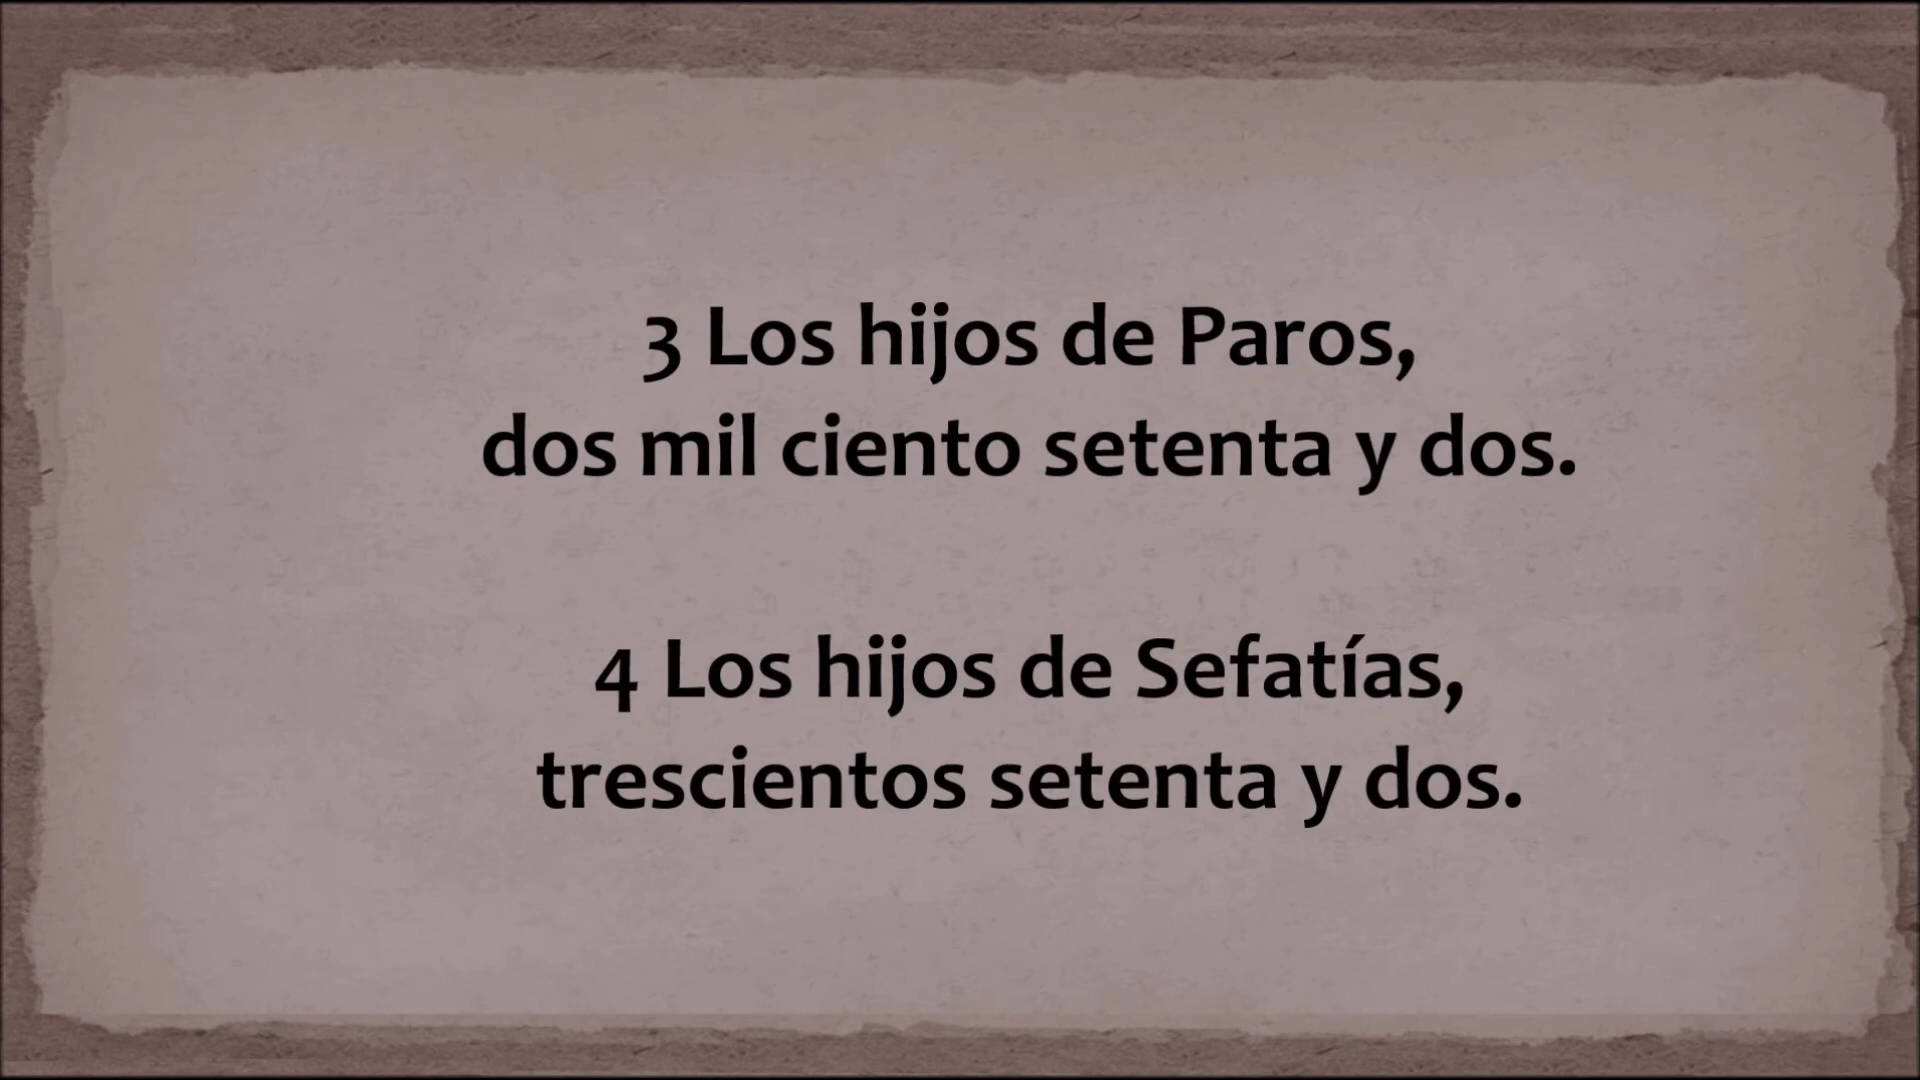 3 Los hijos de Paros,
dos mil ciento setenta y dos.
4 Los hijos de Sefatías,
trescientos setenta y dos.